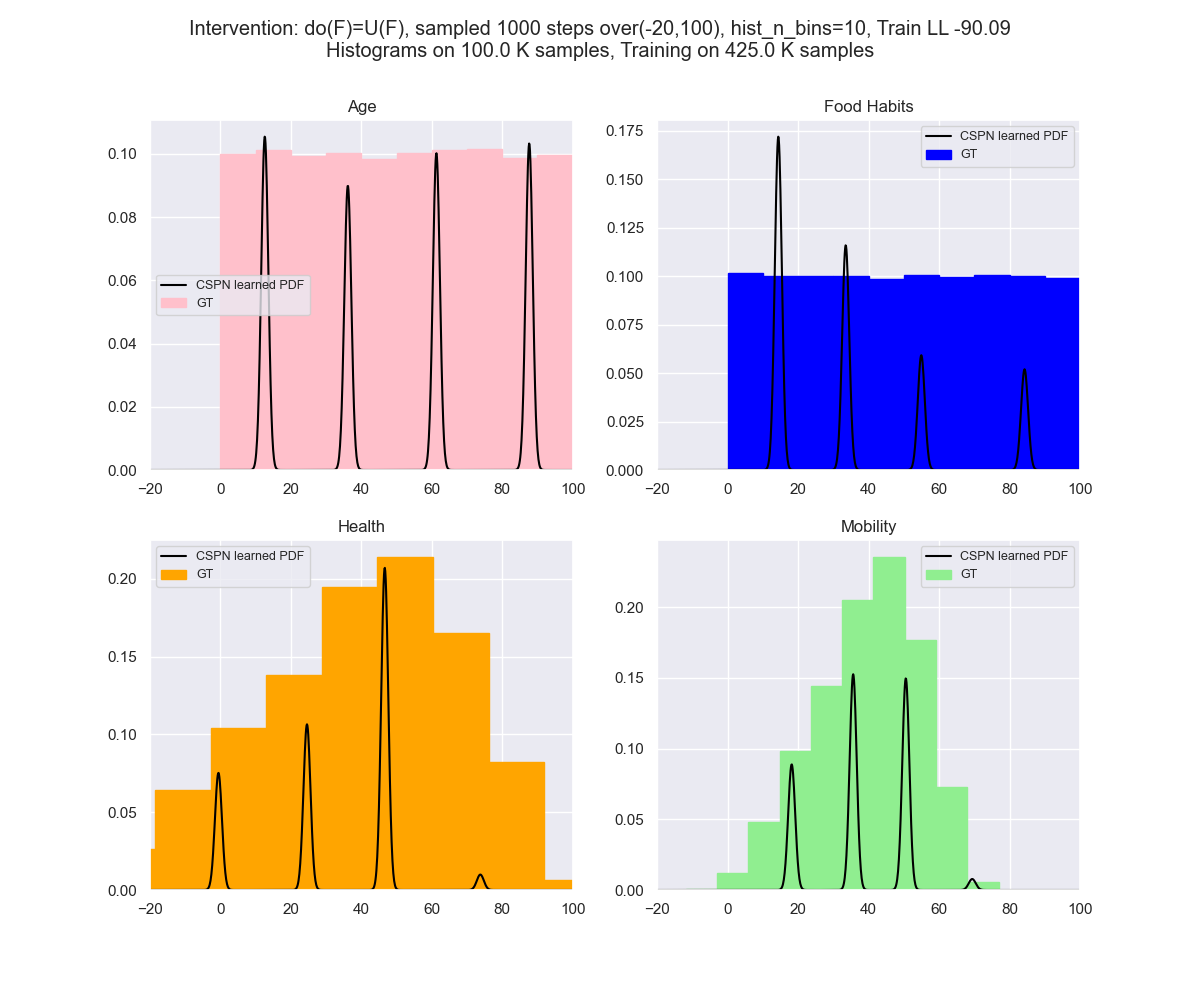 Intervention: do(F)=U(F), sampled 1000 steps over(-20,100), hist_n_bins=10, Train LL -90.09
Histograms on 100.0 K samples, Training on 425.0 K samples
Age
0.10
0.08
0.06
0.04
0.02
0.00
CSPN learned PDF
GT
−20 0 20 40 60 80 100
Food Habits
0.175
0.150
0.125
0.100
0.075
0.050
0.025
0.000
CSPN learned PDF
GT
−20 0 20 40 60 80 100
Health
0.20
0.15
0.10
0.05
0.00
CSPN learned PDF
GT
−20 0 20 40 60 80 100
Mobility
0.20
0.15
0.10
0.05
0.00
CSPN learned PDF
GT
−20 0 20 40 60 80 100